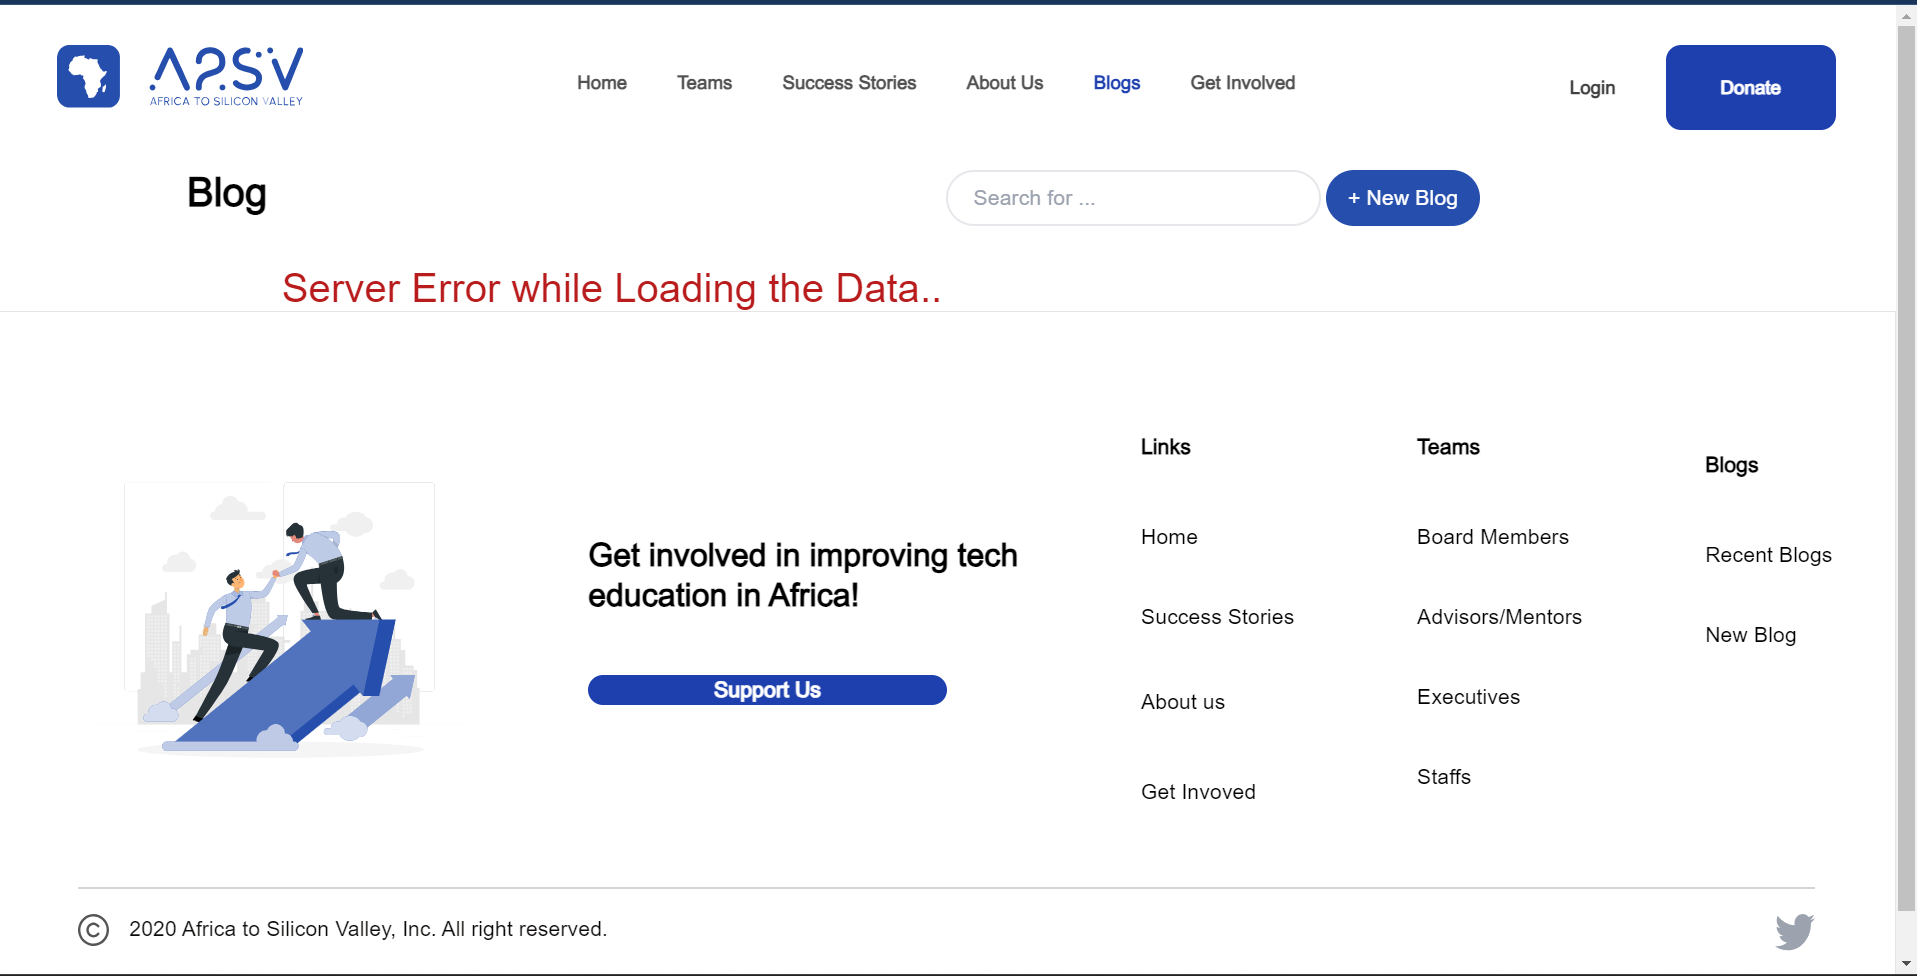 A2SV
AFRICA TO SILICON VALLEY
Home
Teams
Success Stories
About Us
Blogs
Get Involved
Login
Donate
Blog
Search for ...
+ New Blog
Server Error while Loading the Data..
Get involved in improving tech
education in Africa!
Support Us
Links
Home
Success Stories
About us
Get Invoved
Teams
Board Members
Advisors/Mentors
Executives
Staffs
Blogs
Recent Blogs
New Blog
© 2020 Africa to Silicon Valley, Inc. All right reserved.